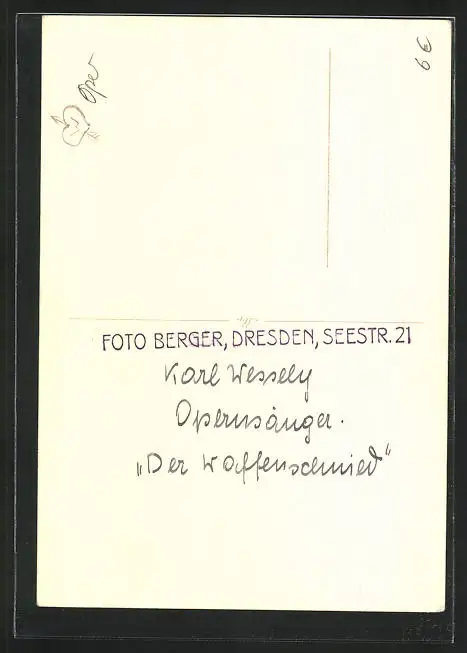 Oper
6€
FOTO BERGER, DRESDEN, SEESTR. 21
Karl Wessely
Opernsänger.
„Der Waffenschmied"